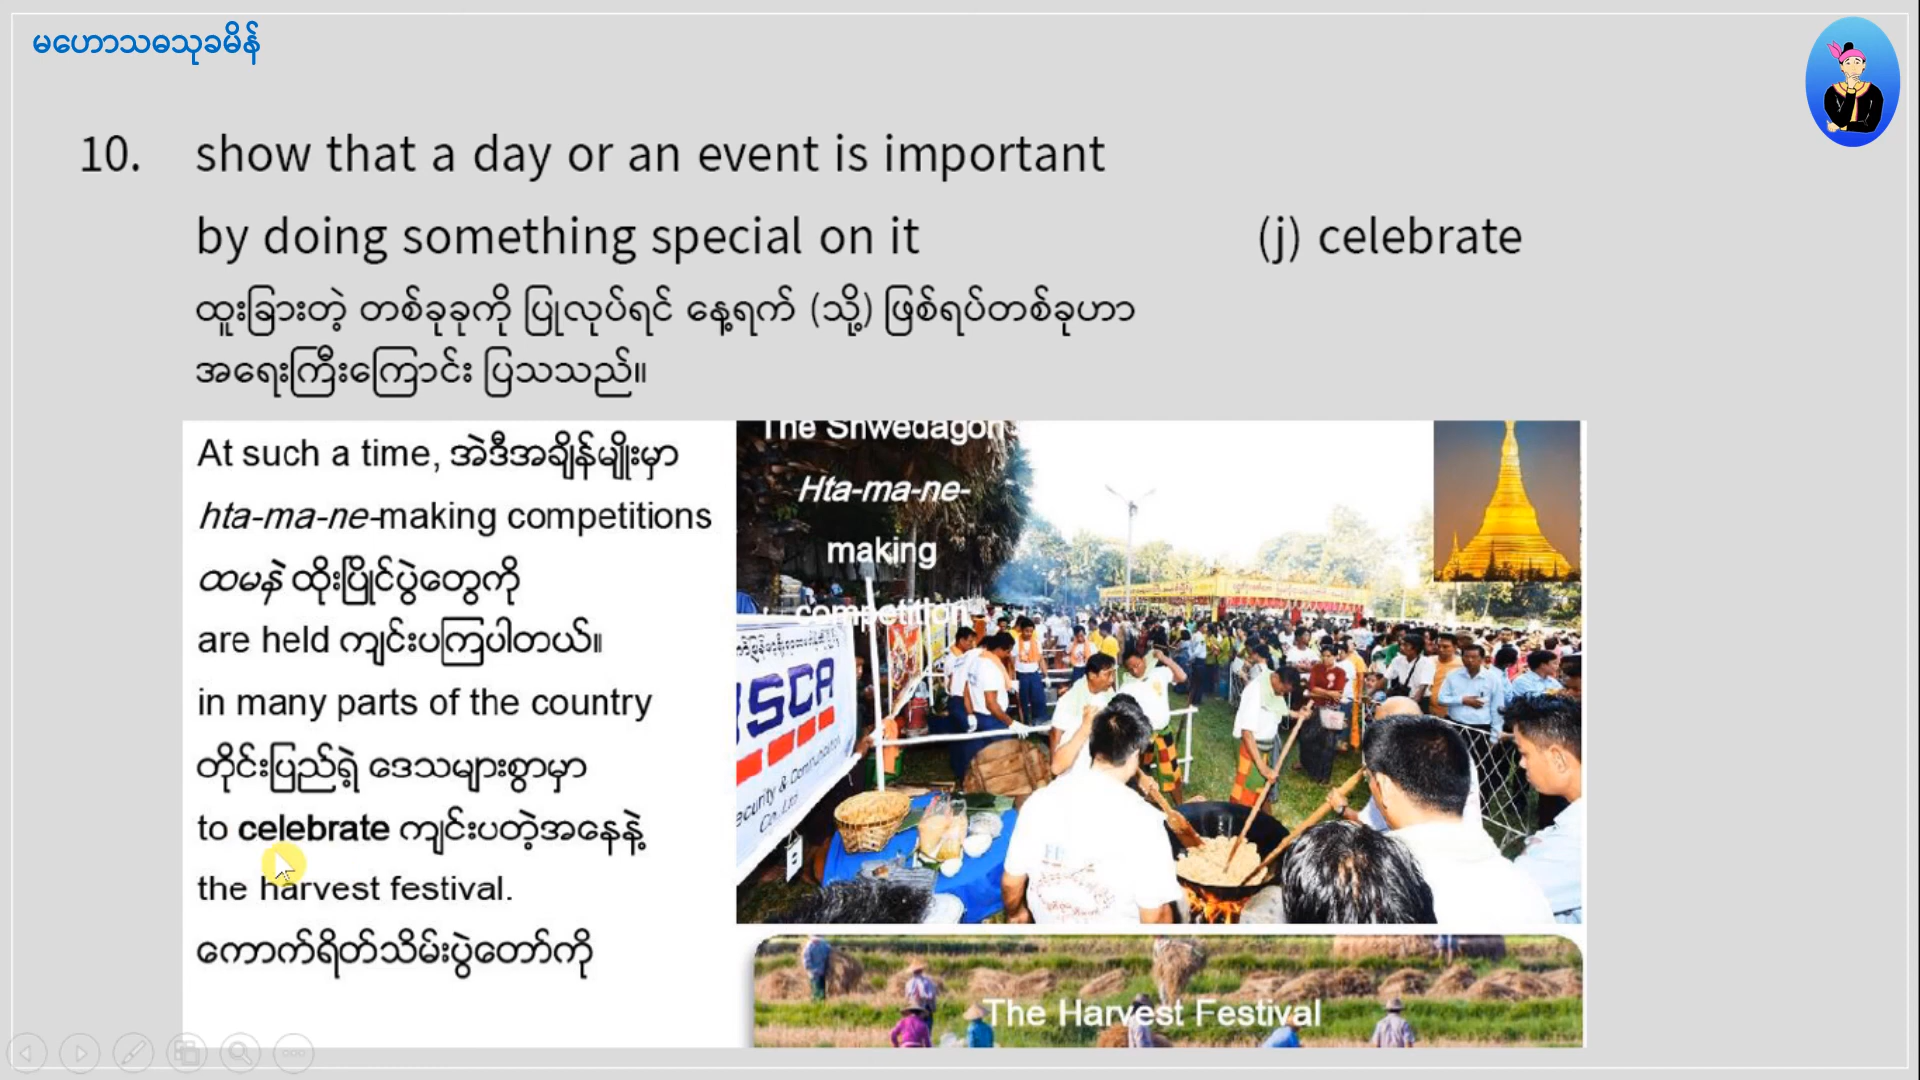 မဟောသဓသုခမိန်
10. show that a day or an event is important
by doing something special on it (j) celebrate
ထူးခြားတဲ့ တစ်ခုခုကို ပြုလုပ်ရင် နေ့ရက် (သို့) ဖြစ်ရပ်တစ်ခုဟာ
အရေးကြီးကြောင်း ပြသသည်။
At such a time, အဲဒီအချိန်မျိုးမှာ
hta-ma-ne-making competitions
ထမနဲ ထိုးပြိုင်ပွဲတွေကို
are held ကျင်းပကြပါတယ်။
in many parts of the country
တိုင်းပြည်ရဲ့ ဒေသများစွာမှာ
to celebrate ကျင်းပတဲ့အနေနဲ့
the harvest festival.
ကောက်ရိတ်သိမ်းပွဲတော်ကို
The Shwedagon
Hta-ma-ne-
making
competition
SCA
The Harvest Festival